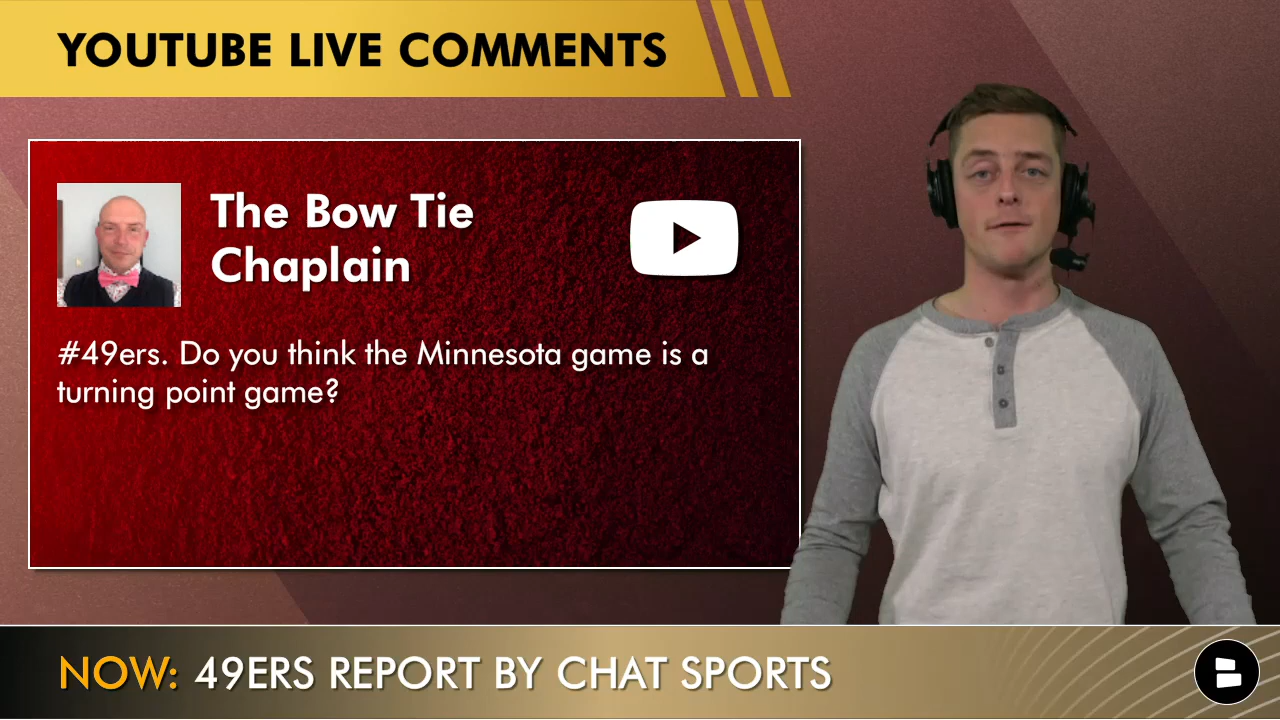 YOUTUBE LIVE COMMENTS
The Bow Tie
Chaplain
#49ers. Do you think the Minnesota game is a
turning point game?
NOW: 49ERS REPORT BY CHAT SPORTS